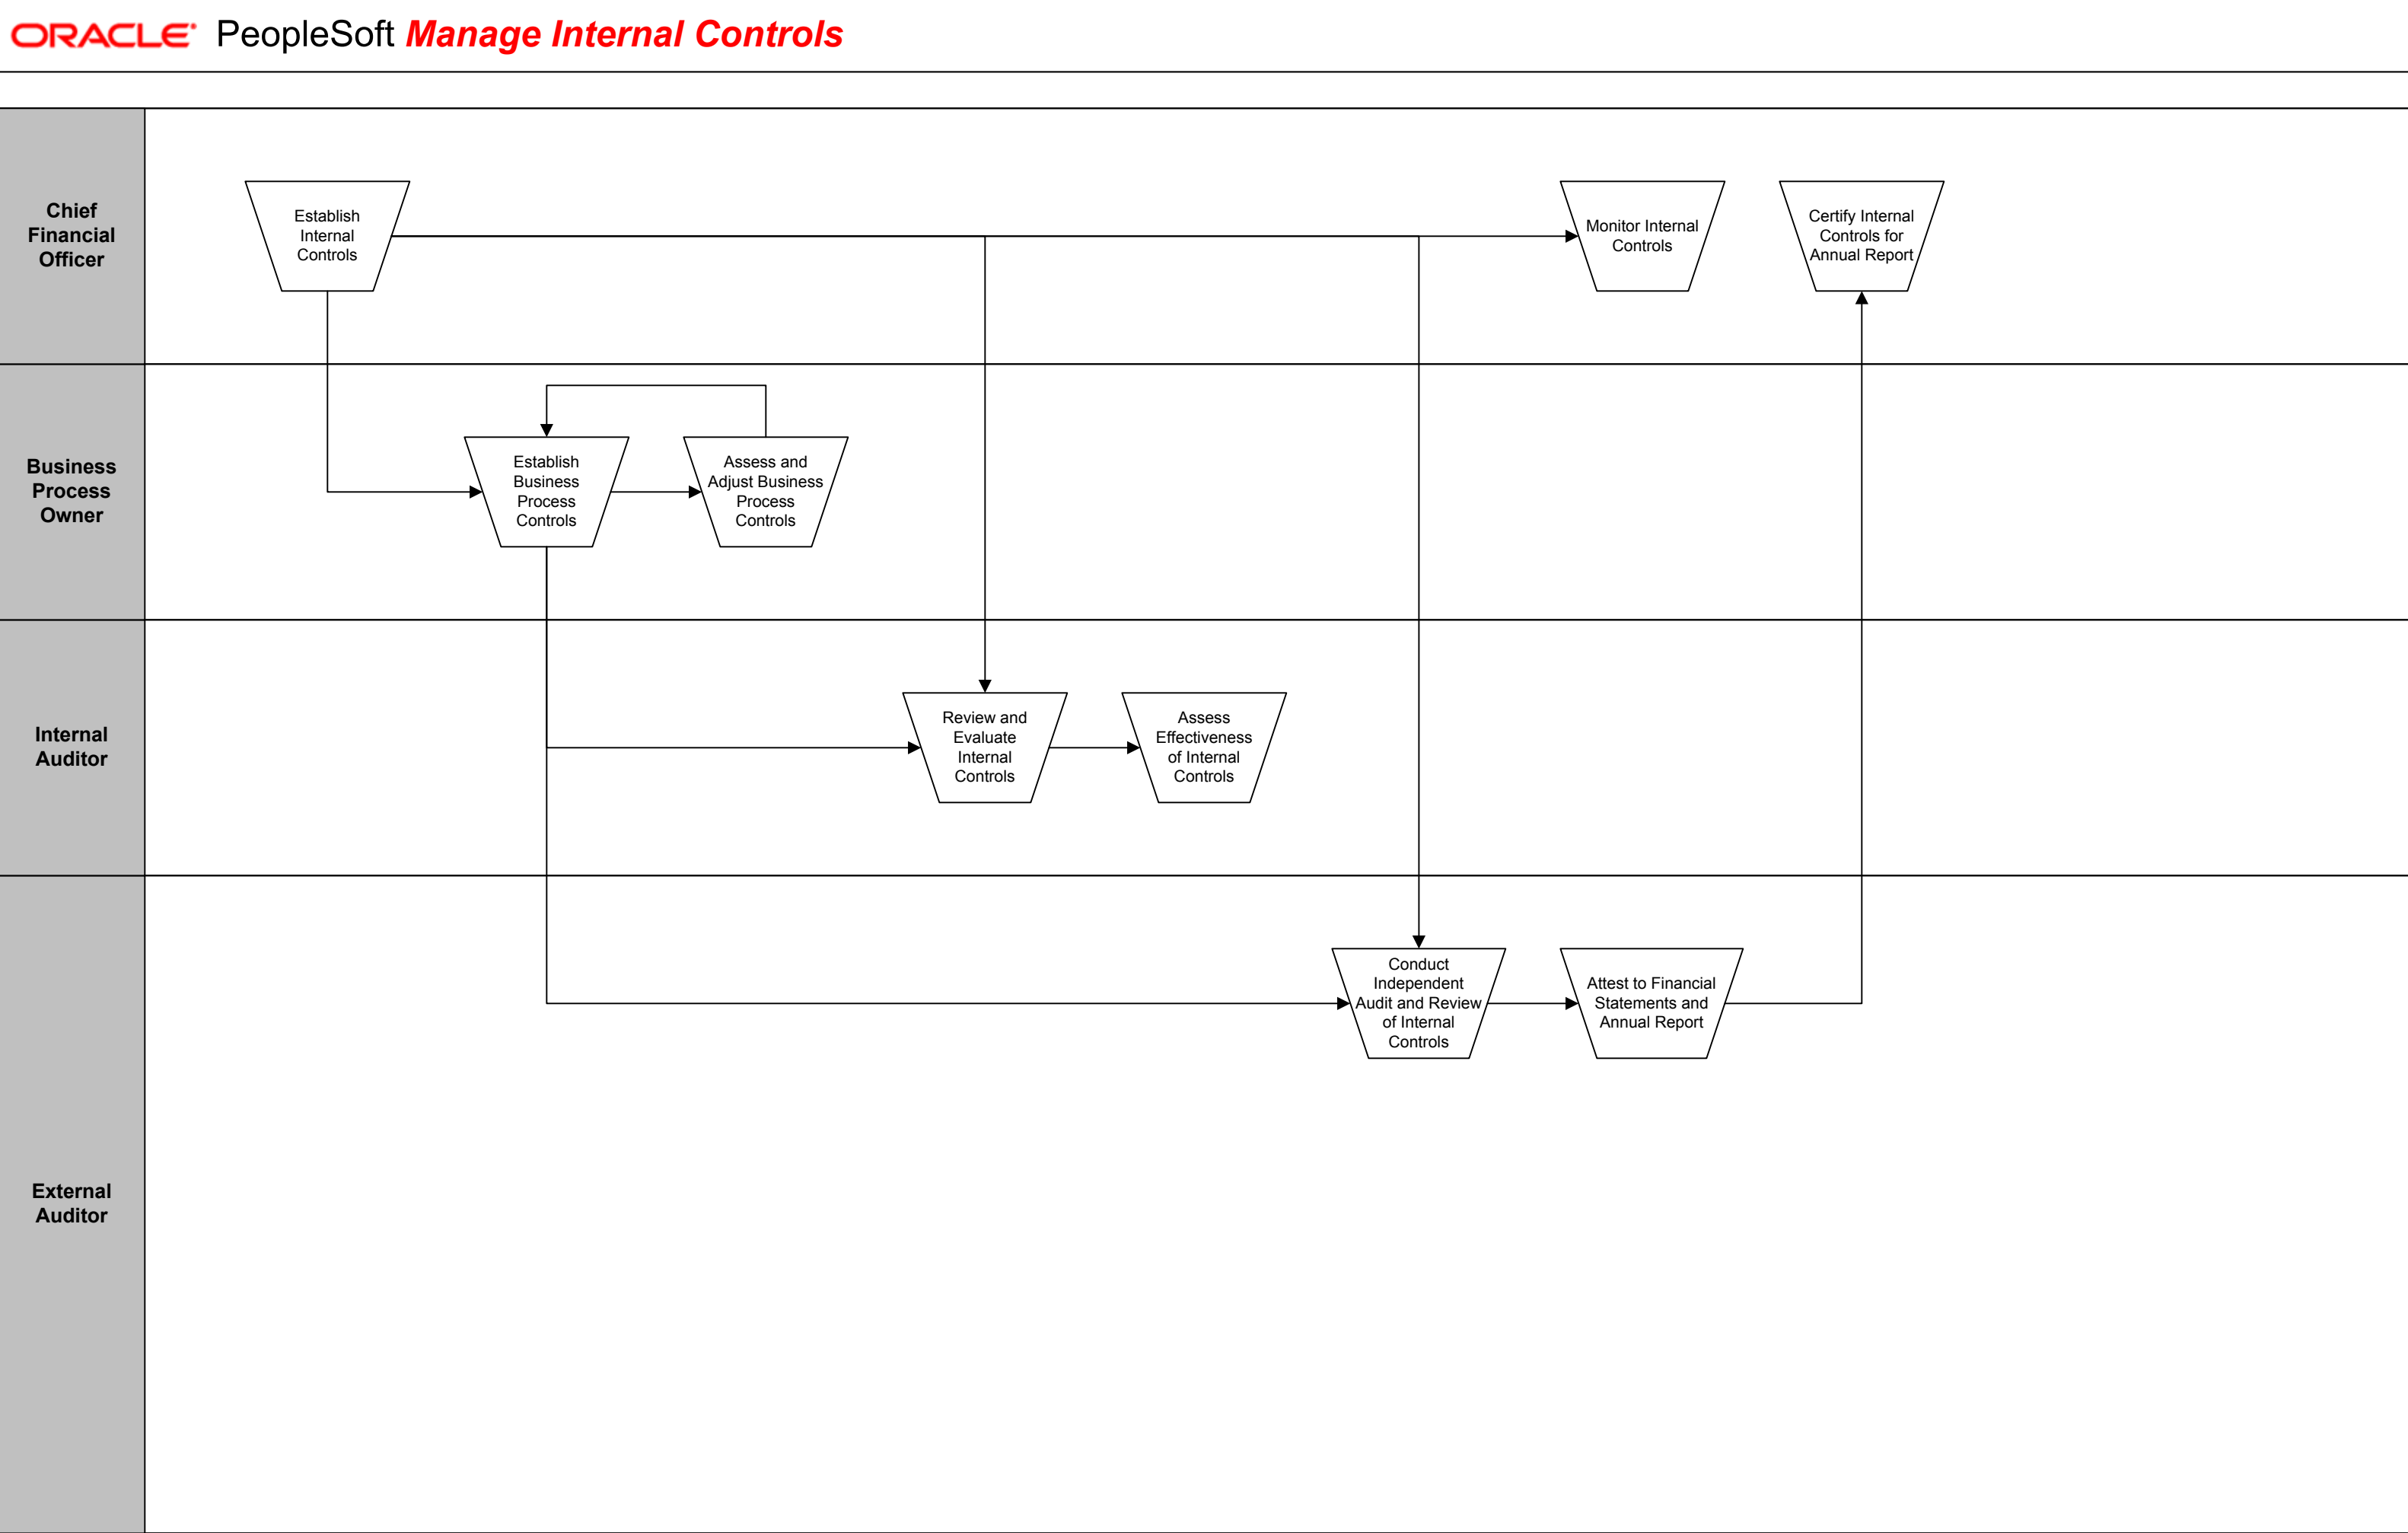 ORACLE PeopleSoft Manage Internal Controls
Chief
Financial
Officer
Establish
Internal
Controls
Monitor Internal
Controls
Certify Internal
Controls for
Annual Report
Business
Process
Owner
Establish
Business
Process
Controls
Assess and
Adjust Business
Process
Controls
Internal
Auditor
Review and
Evaluate
Internal
Controls
Assess
Effectiveness
of Internal
Controls
External
Auditor
Conduct
Independent
Audit and Review
of Internal
Controls
Attest to Financial
Statements and
Annual Report